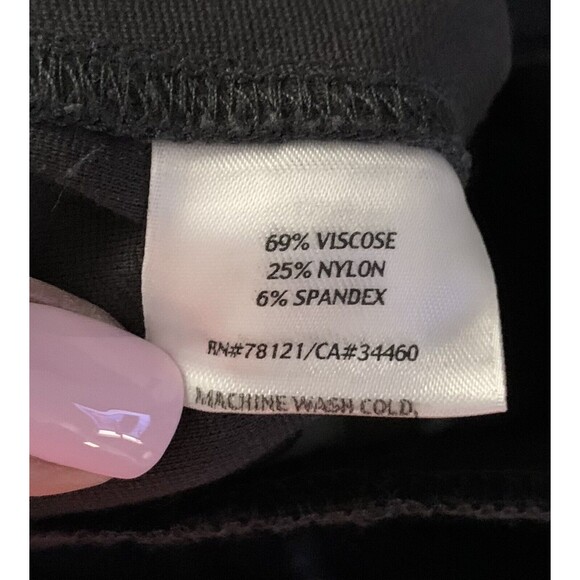 69% VISCOSE
25% NYLON
6% SPANDEX
RN#78121/CA#34460
MACHINE WASH COLD,